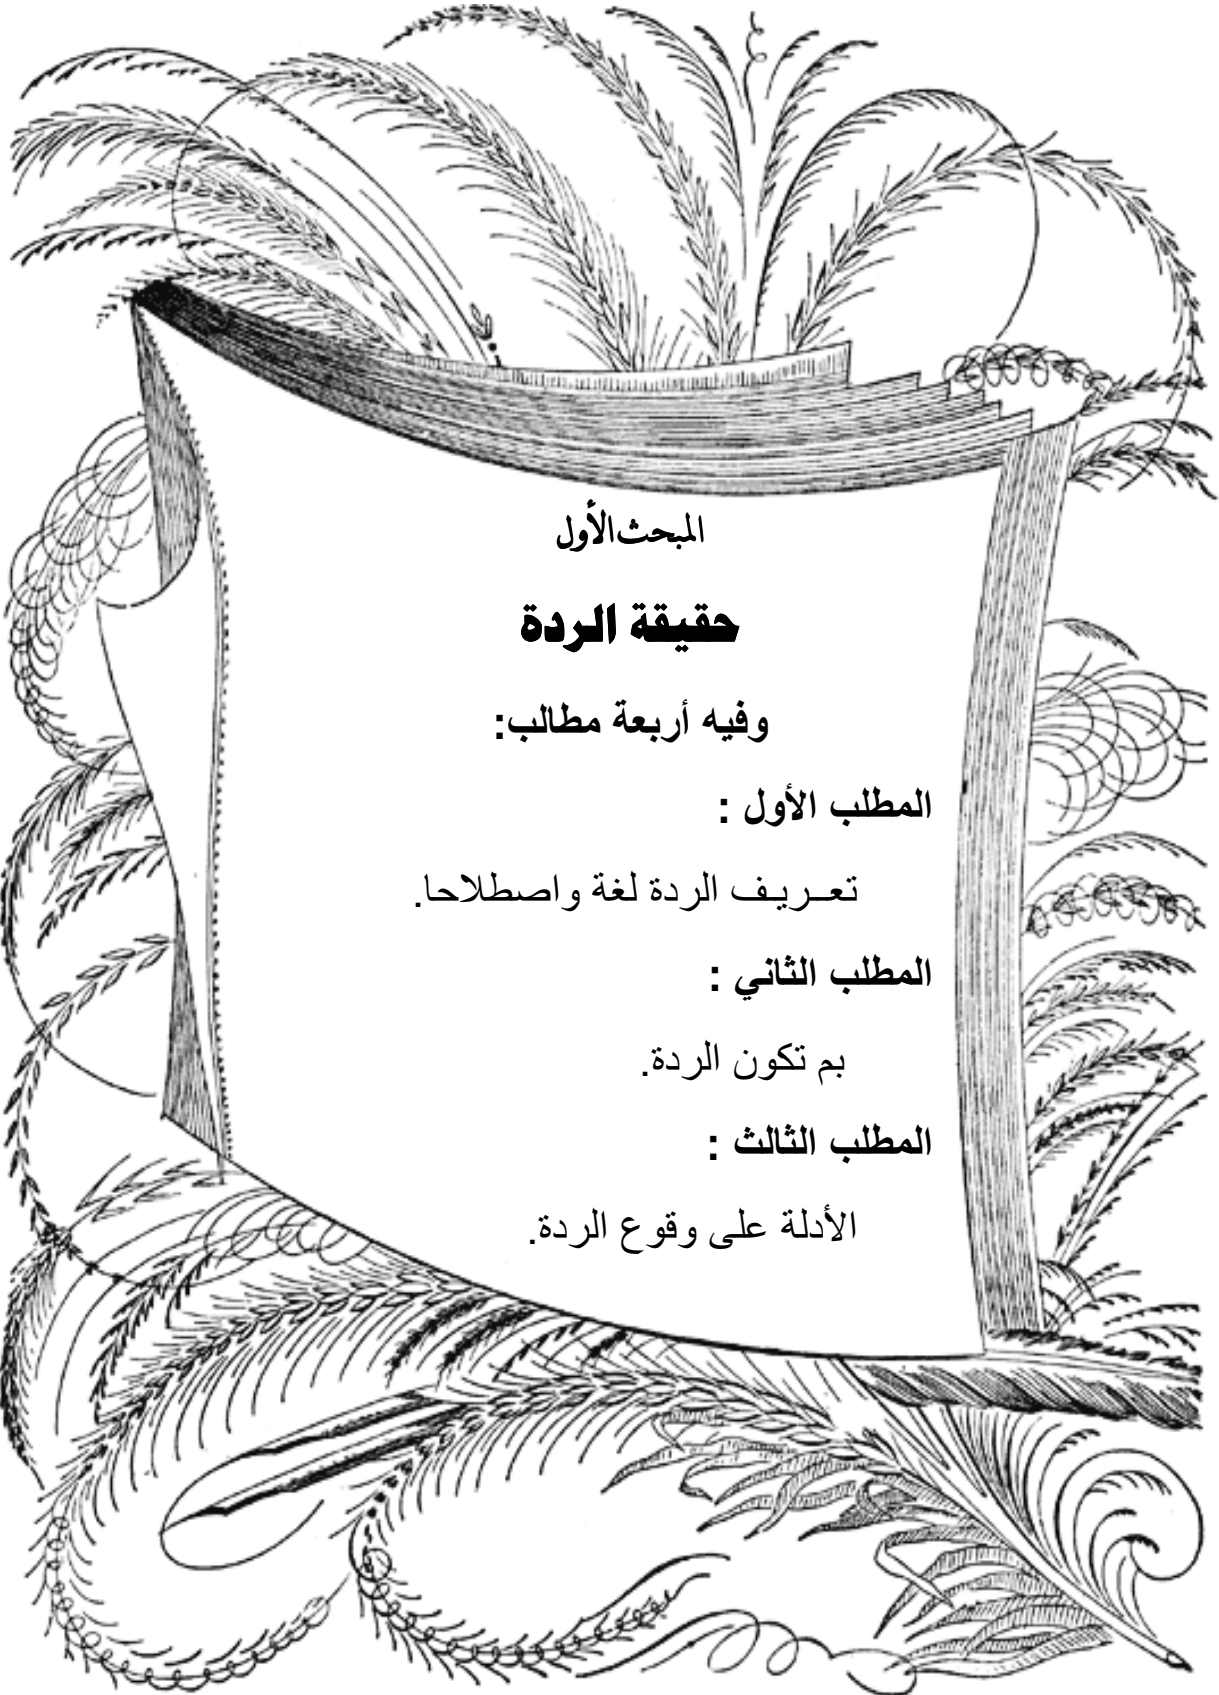 المبحث الأول
حقيقة الردة
وفيه أربعة مطالب:
المطلب الأول :
تعــريـف الردة لغة واصطلاحا.
المطلب الثاني :
بم تكون الردة.
المطلب الثالث :
الأدلة على وقوع الردة.